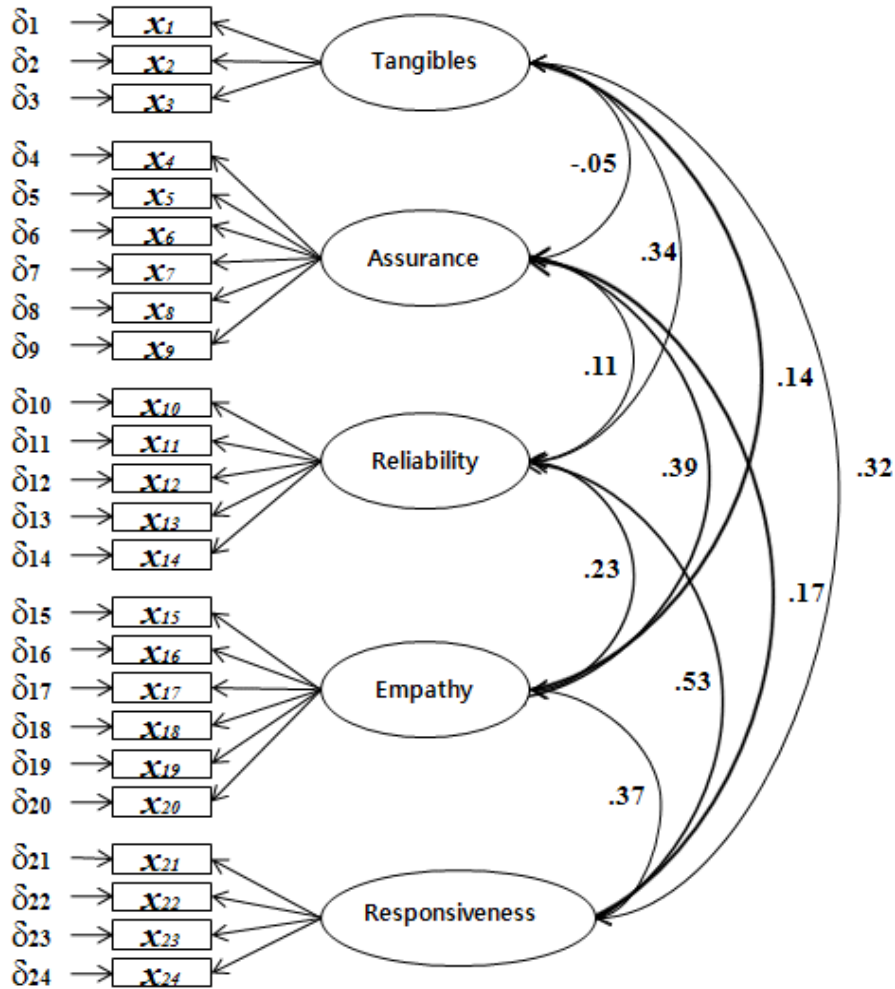 δ1 x1
δ2 x2
δ3 x3
Tangibles
δ4 x4
δ5 x5
δ6 x6
δ7 x7
δ8 x8
δ9 x9
Assurance
δ10 x10
δ11 x11
δ12 x12
δ13 x13
δ14 x14
Reliability
δ15 x15
δ16 x16
δ17 x17
δ18 x18
δ19 x19
δ20 x20
Empathy
δ21 x21
δ22 x22
δ23 x23
δ24 x24
Responsiveness
-.05
.34
.11
.14
.39
.32
.23
.17
.53
.37